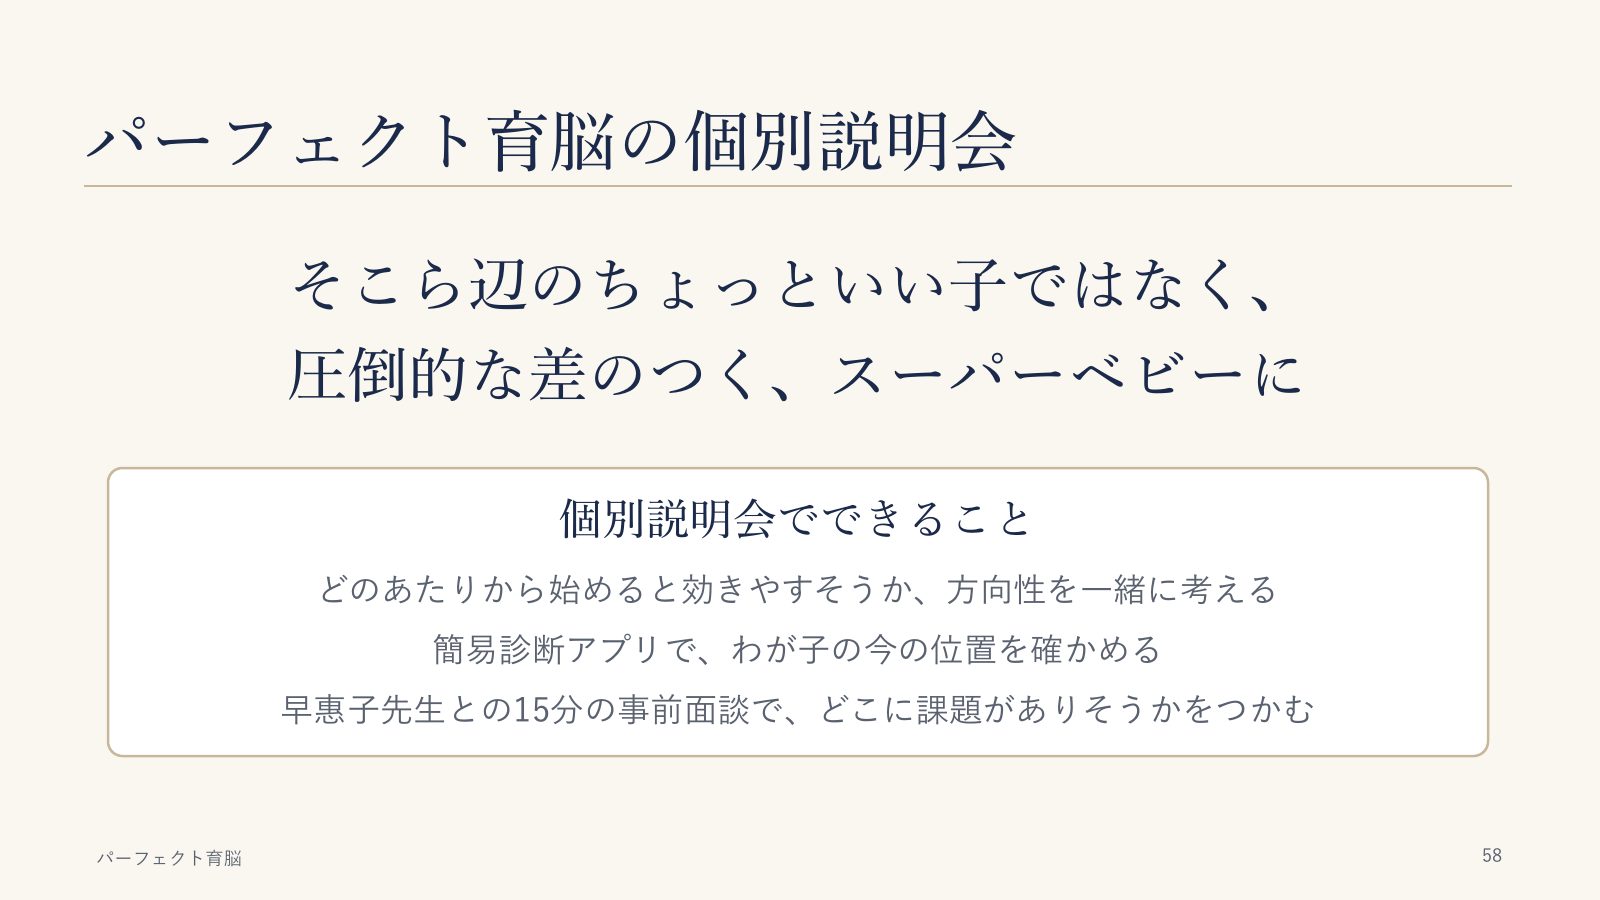 パーフェクト育脳の個別説明会
そこら辺のちょっといい子ではなく、
圧倒的な差のつく、スーパーベビーに
個別説明会でできること
どのあたりから始めると効きやすそうか、方向性を一緒に考える
簡易診断アプリで、わが子の今の位置を確かめる
早惠子先生との15分の事前面談で、どこに課題がありそうかをつかむ
パーフェクト育脳
58